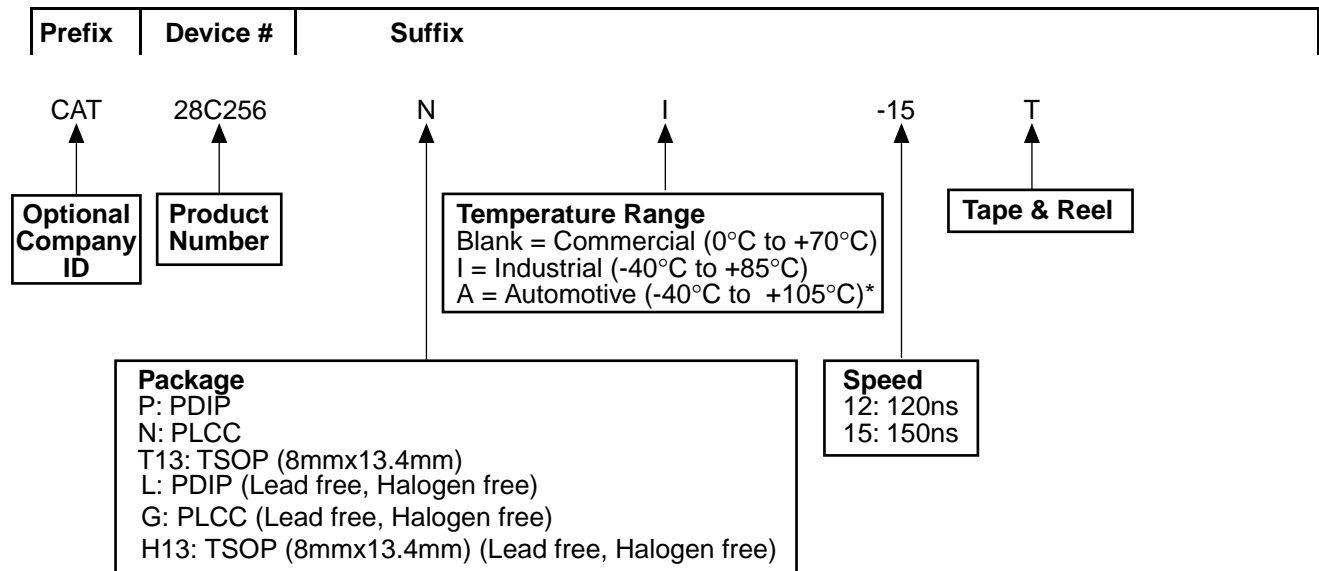 Prefix Device # Suffix
CAT 28C256 N I -15 T
Optional
Company
ID
Product
Number
Temperature Range
Blank = Commercial (0°C to +70°C)
I = Industrial (-40°C to +85°C)
A = Automotive (-40°C to +105°C)*
Tape & Reel
Package
P: PDIP
N: PLCC
T13: TSOP (8mmx13.4mm)
L: PDIP (Lead free, Halogen free)
G: PLCC (Lead free, Halogen free)
H13: TSOP (8mmx13.4mm) (Lead free, Halogen free)
Speed
12: 120ns
15: 150ns